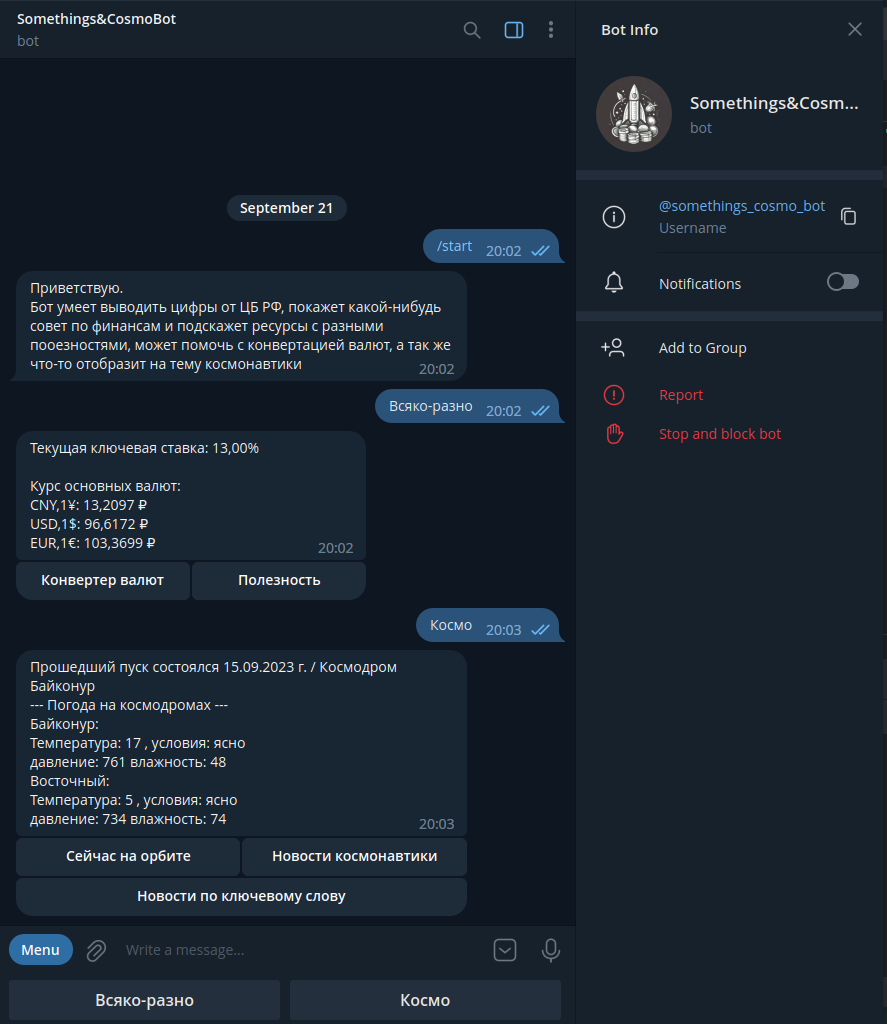 Somethings&CosmoBot
bot
September 21
/start 20:02
Приветствую.
Бот умеет выводить цифры от ЦБ РФ, покажет какой-нибудь
совет по финансам и подскажет ресурсы с разными
пооезностями, может помочь с конвертацией валют, а так же
что-то отобразит на тему космонавтики
20:02
Всяко-разно 20:02
Текущая ключевая ставка: 13,00%
Курс основных валют:
CNY,1¥: 13,2097 ₽
USD,1$: 96,6172 ₽
EUR,1€: 103,3699 ₽
20:02
Конвертер валют
Полезность
Космо 20:03
Прошедший пуск состоялся 15.09.2023 г. / Космодром
Байконур
--- Погода на космодромах ---
Байконур:
Температура: 17 , условия: ясно
давление: 761 влажность: 48
Восточный:
Температура: 5 , условия: ясно
давление: 734 влажность: 74
20:03
Сейчас на орбите
Новости космонавтики
Новости по ключевому слову
Menu
Write a message...
Всяко-разно
Космо
Bot Info
Somethings&Cosm...
bot
@somethings_cosmo_bot
Username
Notifications
Add to Group
Report
Stop and block bot